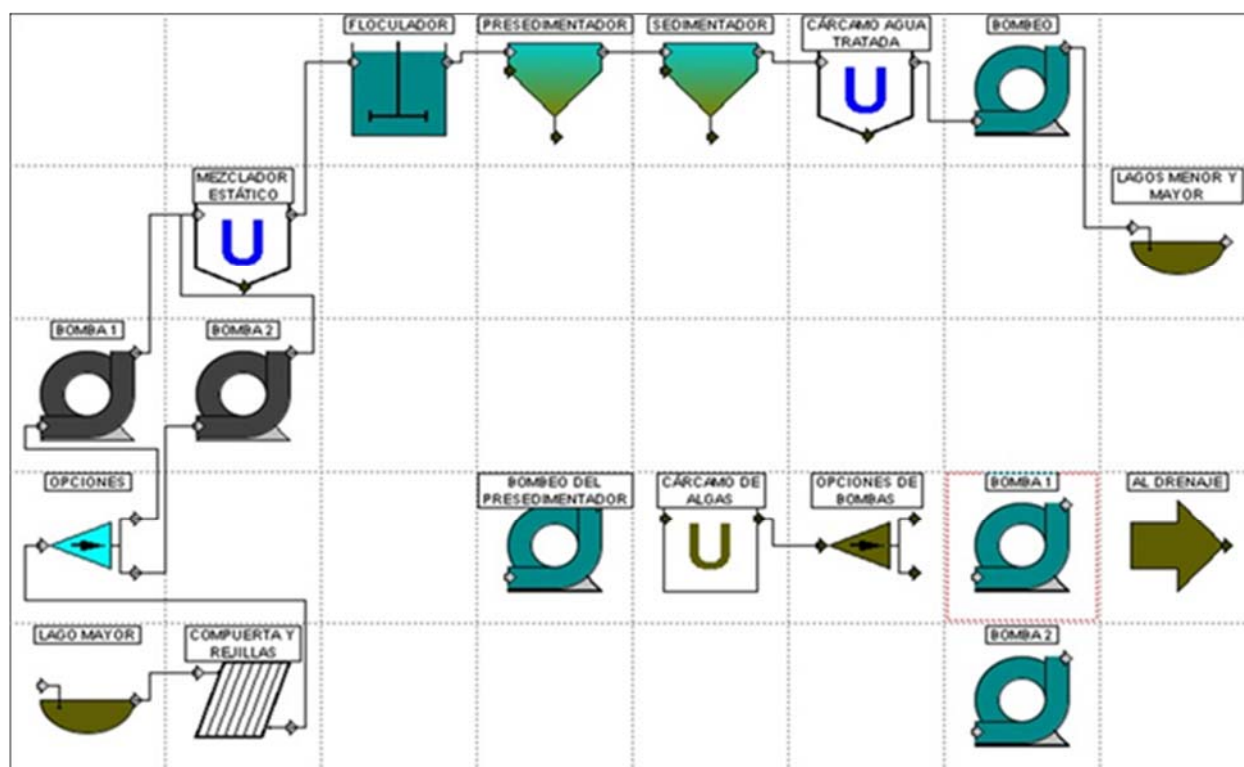 FLOCULADOR
PRESEDIMENTADOR
SEDIMENTADOR
CÁRCAMO AGUA
TRATADA
BOMBEO
MEZCLADOR
ESTÁTICO
U
U
LAGOS MENOR Y
MAYOR
BOMBA 1
BOMBA 2
OPCIONES
BOMBEO DEL
PRESEDIMENTADOR
CÁRCAMO DE
ALGAS
U
OPCIONES DE
BOMBAS
BOMBA 1
AL DRENAJE
LAGO MAYOR
COMPUERTA Y
REJILLAS
BOMBA 2